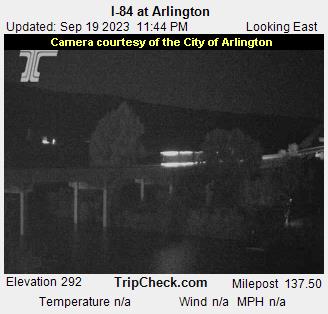 I-84 at Arlington
Updated: Sep 19 2023 11:44 PM Looking East
Camera courtesy of the City of Arlington
Elevation 292 TripCheck.com Milepost 137.50
Temperature n/a Wind n/a MPH n/a